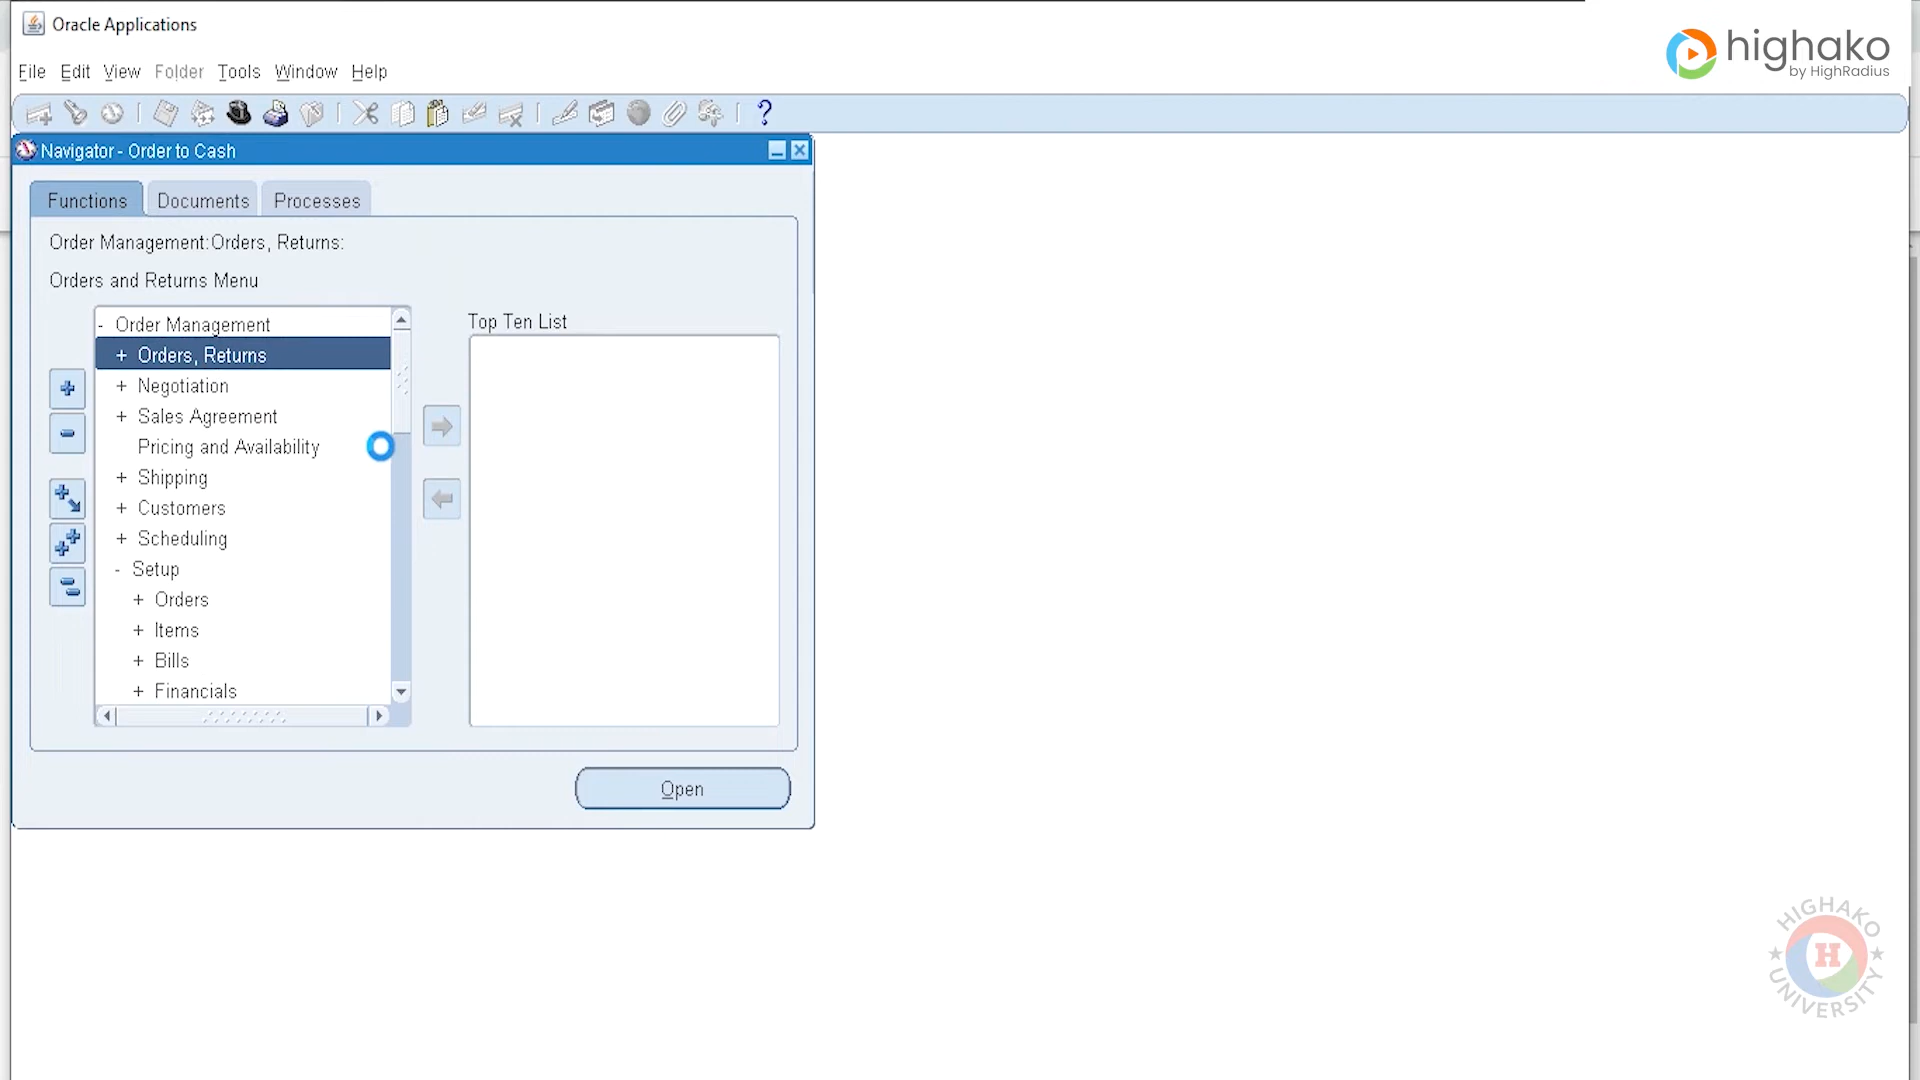 Oracle Applications
highako
by HighRadius
File Edit View Folder Tools Window Help
?
Navigator - Order to Cash
Functions Documents Processes
Order Management:Orders, Returns:
Orders and Returns Menu
Top Ten List
- Order Management
+ Orders, Returns
+ Negotiation
+ Sales Agreement
Pricing and Availability
+ Shipping
+ Customers
+ Scheduling
- Setup
+ Orders
+ Items
+ Bills
+ Financials
Open
HIGHAKO
H
UNIVERSITY